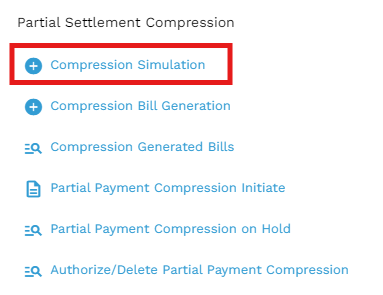 Partial Settlement Compression
Compression Simulation
Compression Bill Generation
Compression Generated Bills
Partial Payment Compression Initiate
Partial Payment Compression on Hold
Authorize/Delete Partial Payment Compression